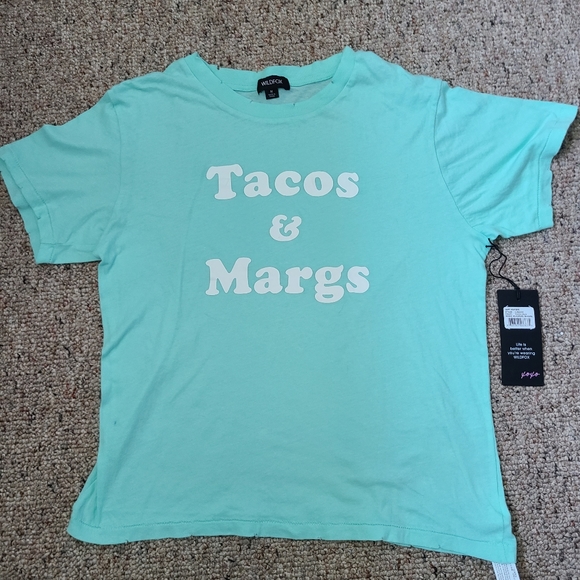 WILDFOX
Tacos
&
Margs
Life is
better when
you're wearing
WILDFOX
xoxo